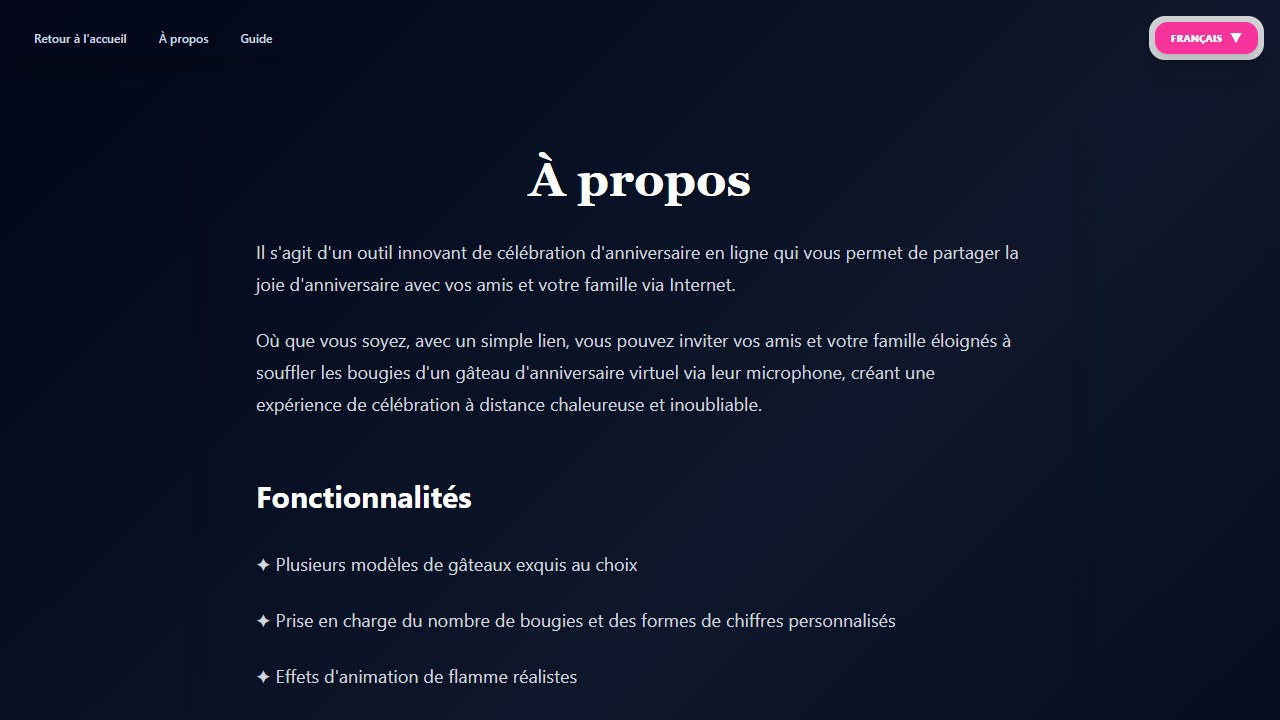 Retour à l'accueil
À propos
Guide
FRANÇAIS ▼
À propos
Il s'agit d'un outil innovant de célébration d'anniversaire en ligne qui vous permet de partager la
joie d'anniversaire avec vos amis et votre famille via Internet.
Où que vous soyez, avec un simple lien, vous pouvez inviter vos amis et votre famille éloignés à
souffler les bougies d'un gâteau d'anniversaire virtuel via leur microphone, créant une
expérience de célébration à distance chaleureuse et inoubliable.
Fonctionnalités
✦ Plusieurs modèles de gâteaux exquis au choix
✦ Prise en charge du nombre de bougies et des formes de chiffres personnalisés
✦ Effets d'animation de flamme réalistes